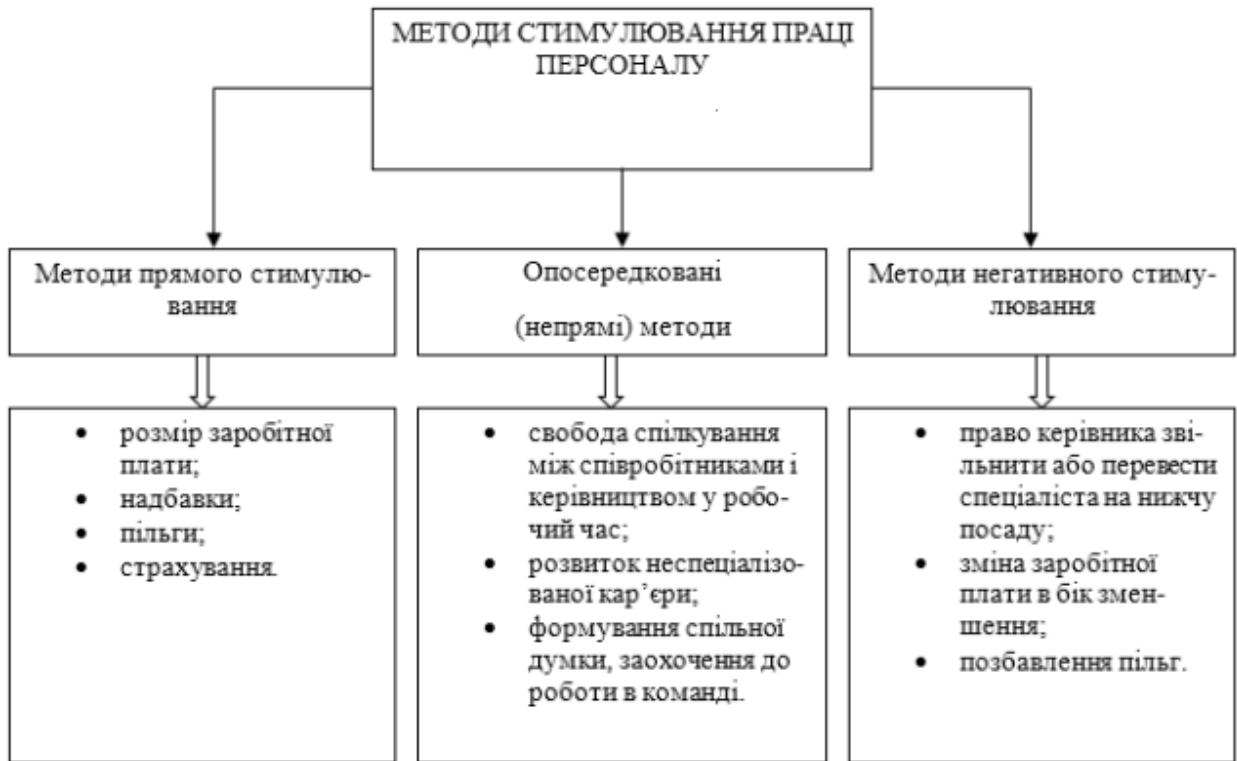 МЕТОДИ СТИМУЛЮВАННЯ ПРАЦІ
ПЕРСОНАЛУ
Методи прямого стимулю-
вання
Опосередковані
(непрямі) методи
Методи негативного стиму-
лювання
• розмір заробітної
плати;
• надбавки;
• пільги;
• страхування.
• свобода спілкування
між співробітниками і
керівництвом у робо-
чий час;
• розвиток неспеціалізо-
ваної кар’єри;
• формування спільної
думки, заохочення до
роботи в команді.
• право керівника зві-
льнити або перевести
спеціаліста на нижчу
посаду;
• зміна заробітної
плати в бік змен-
шення;
• позбавлення пільг.